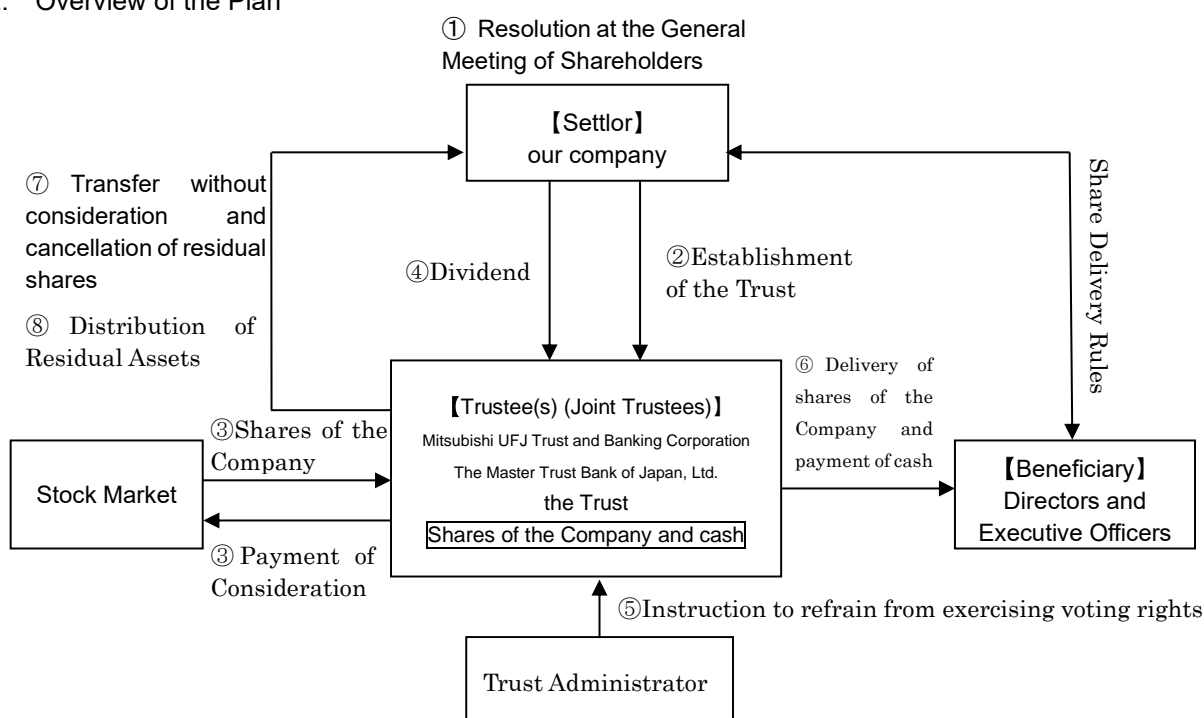 Overview of the Plan
① Resolution at the General
Meeting of Shareholders
【Settlor】
our company
⑦ Transfer without
consideration and
cancellation of residual
shares
⑧ Distribution of
Residual Assets
④Dividend
②Establishment
of the Trust
Share Delivery Rules
【Trustee(s) (Joint Trustees)】
Mitsubishi UFJ Trust and Banking Corporation
The Master Trust Bank of Japan, Ltd.
the Trust
Shares of the Company and cash
⑥ Delivery of
shares of the
Company and
payment of cash
③Shares of the
Company
Stock Market
③ Payment of
Consideration
【Beneficiary】
Directors and
Executive Officers
⑤Instruction to refrain from exercising voting rights
Trust Administrator